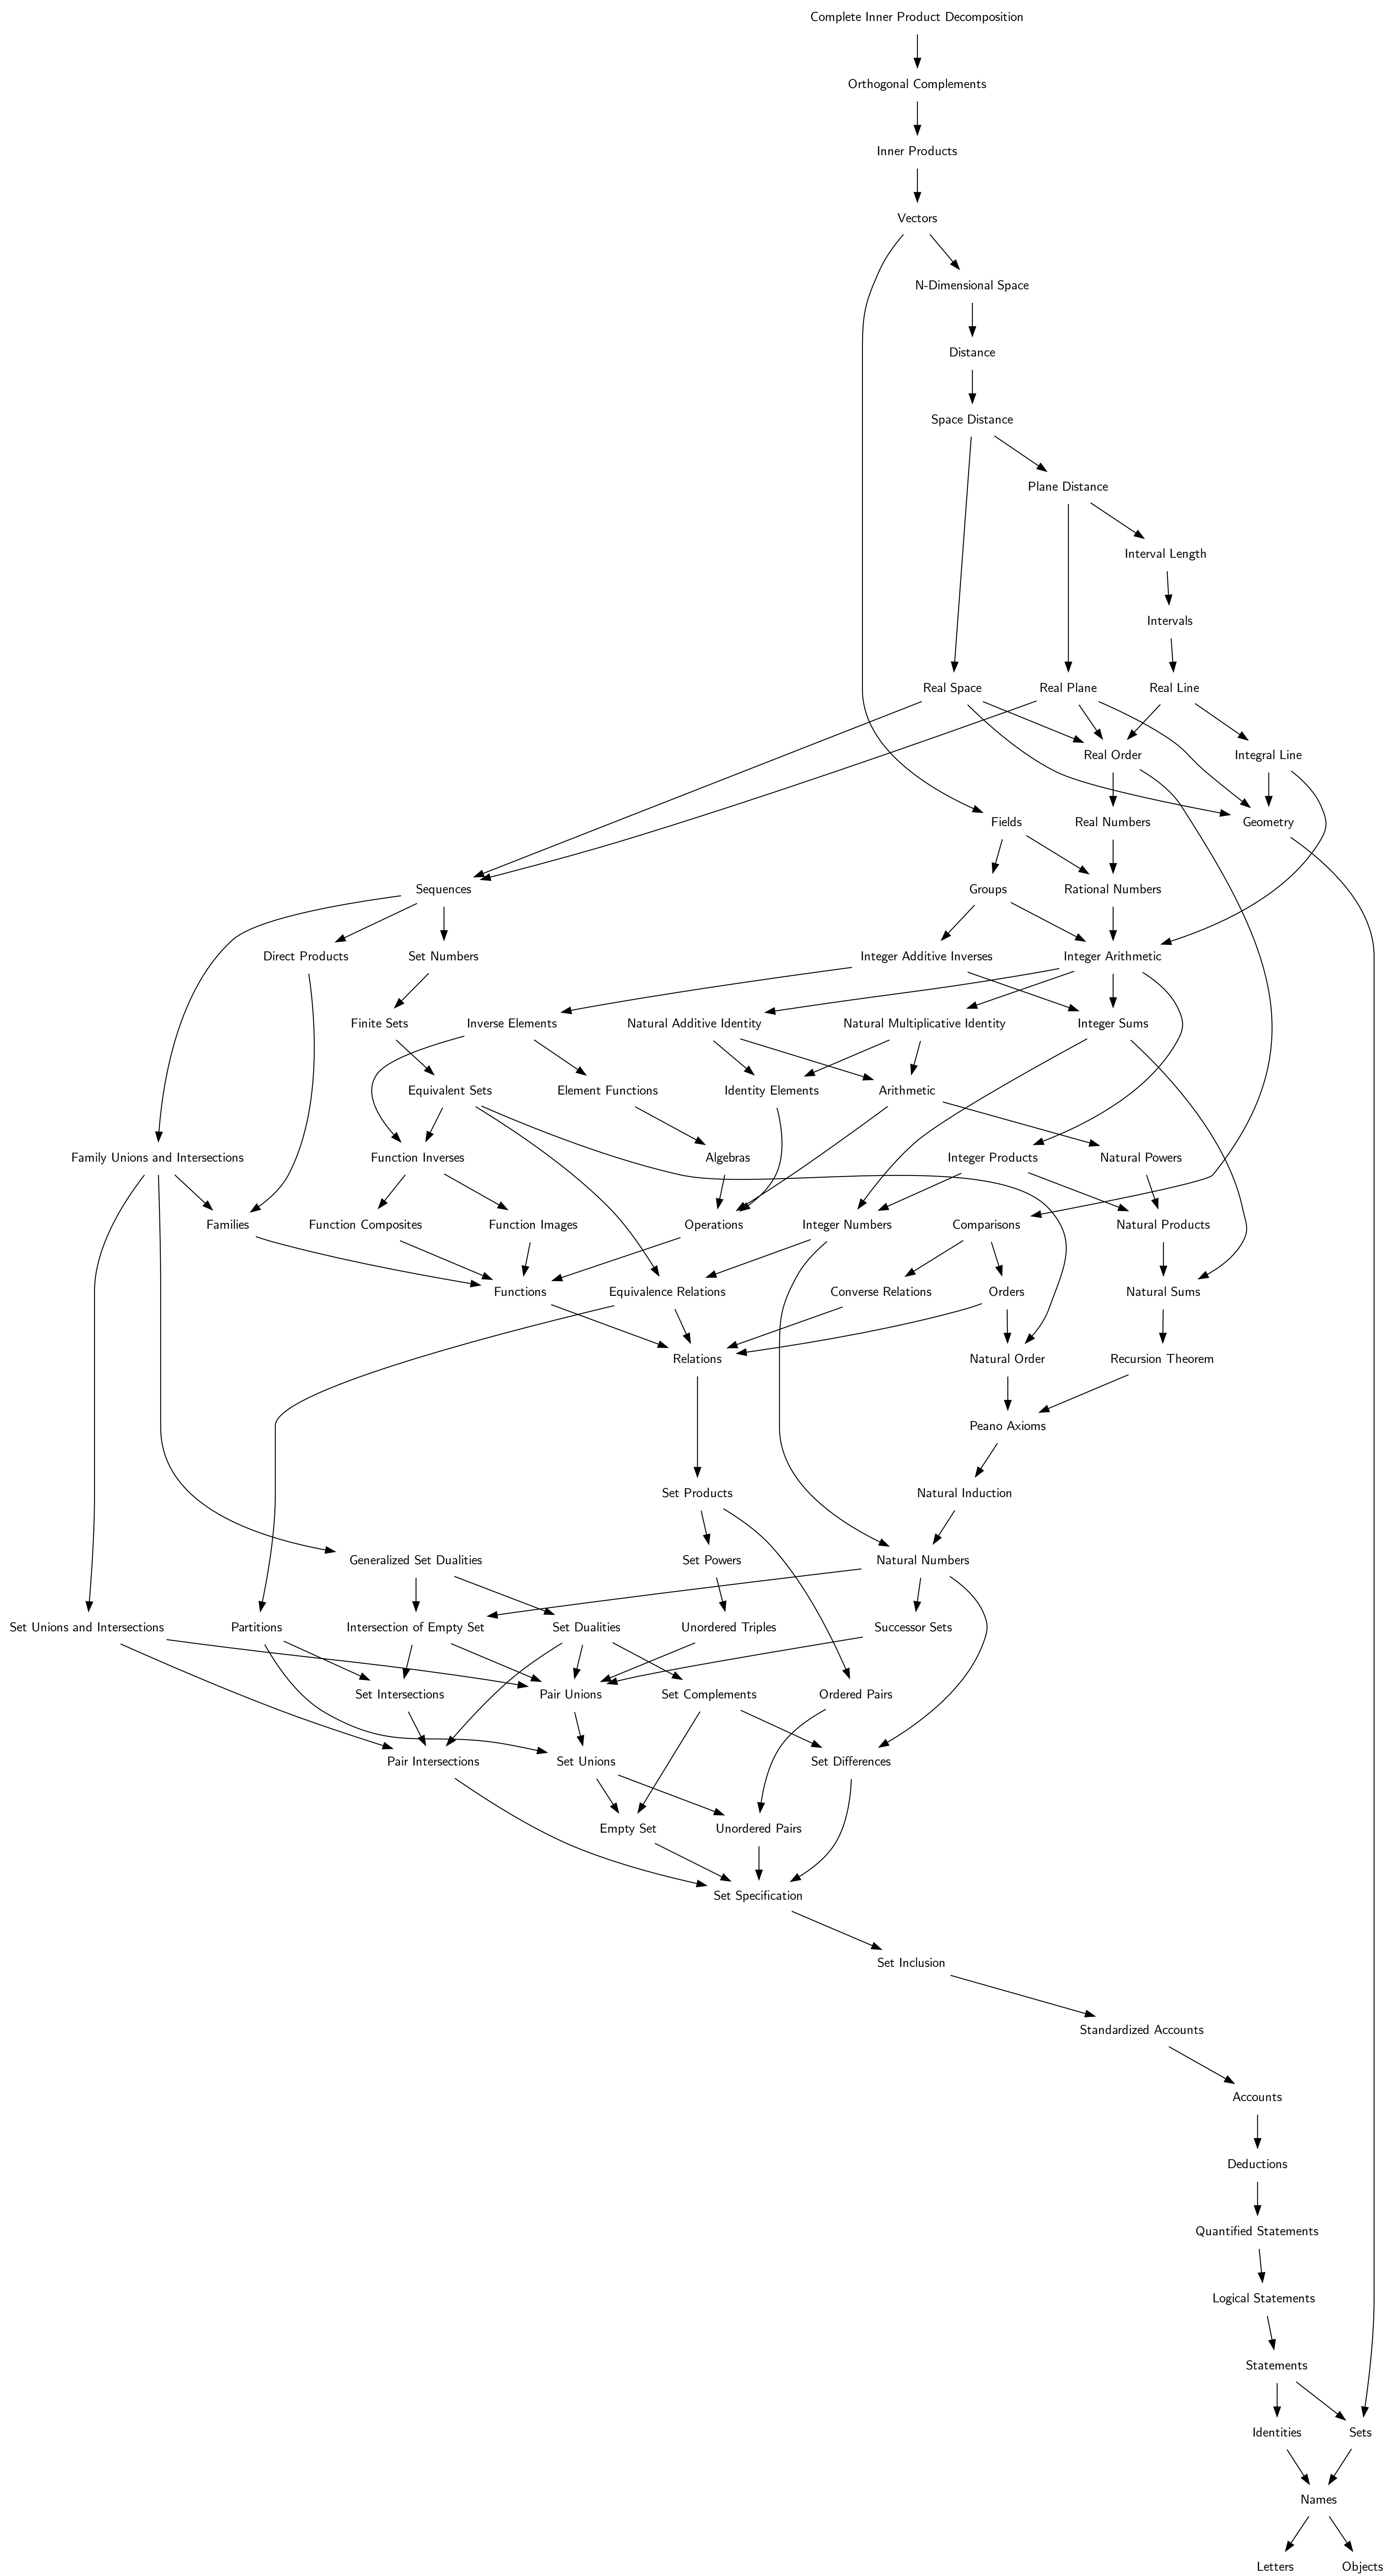 Complete Inner Product Decomposition
Orthogonal Complements
Inner Products
Vectors
N-Dimensional Space
Distance
Space Distance
Plane Distance
Interval Length
Intervals
Real Space
Real Plane
Real Line
Real Order
Integral Line
Fields
Real Numbers
Geometry
Sequences
Groups
Rational Numbers
Direct Products
Set Numbers
Integer Additive Inverses
Integer Arithmetic
Finite Sets
Inverse Elements
Natural Additive Identity
Natural Multiplicative Identity
Integer Sums
Equivalent Sets
Element Functions
Identity Elements
Arithmetic
Family Unions and Intersections
Function Inverses
Algebras
Integer Products
Natural Powers
Families
Function Composites
Function Images
Operations
Integer Numbers
Comparisons
Natural Products
Functions
Equivalence Relations
Converse Relations
Orders
Natural Sums
Relations
Natural Order
Recursion Theorem
Peano Axioms
Set Products
Natural Induction
Generalized Set Dualities
Set Powers
Natural Numbers
Set Unions and Intersections
Partitions
Intersection of Empty Set
Set Dualities
Unordered Triples
Successor Sets
Set Intersections
Pair Unions
Set Complements
Ordered Pairs
Pair Intersections
Set Unions
Set Differences
Empty Set
Unordered Pairs
Set Specification
Set Inclusion
Standardized Accounts
Accounts
Deductions
Quantified Statements
Logical Statements
Statements
Identities
Sets
Names
Letters
Objects